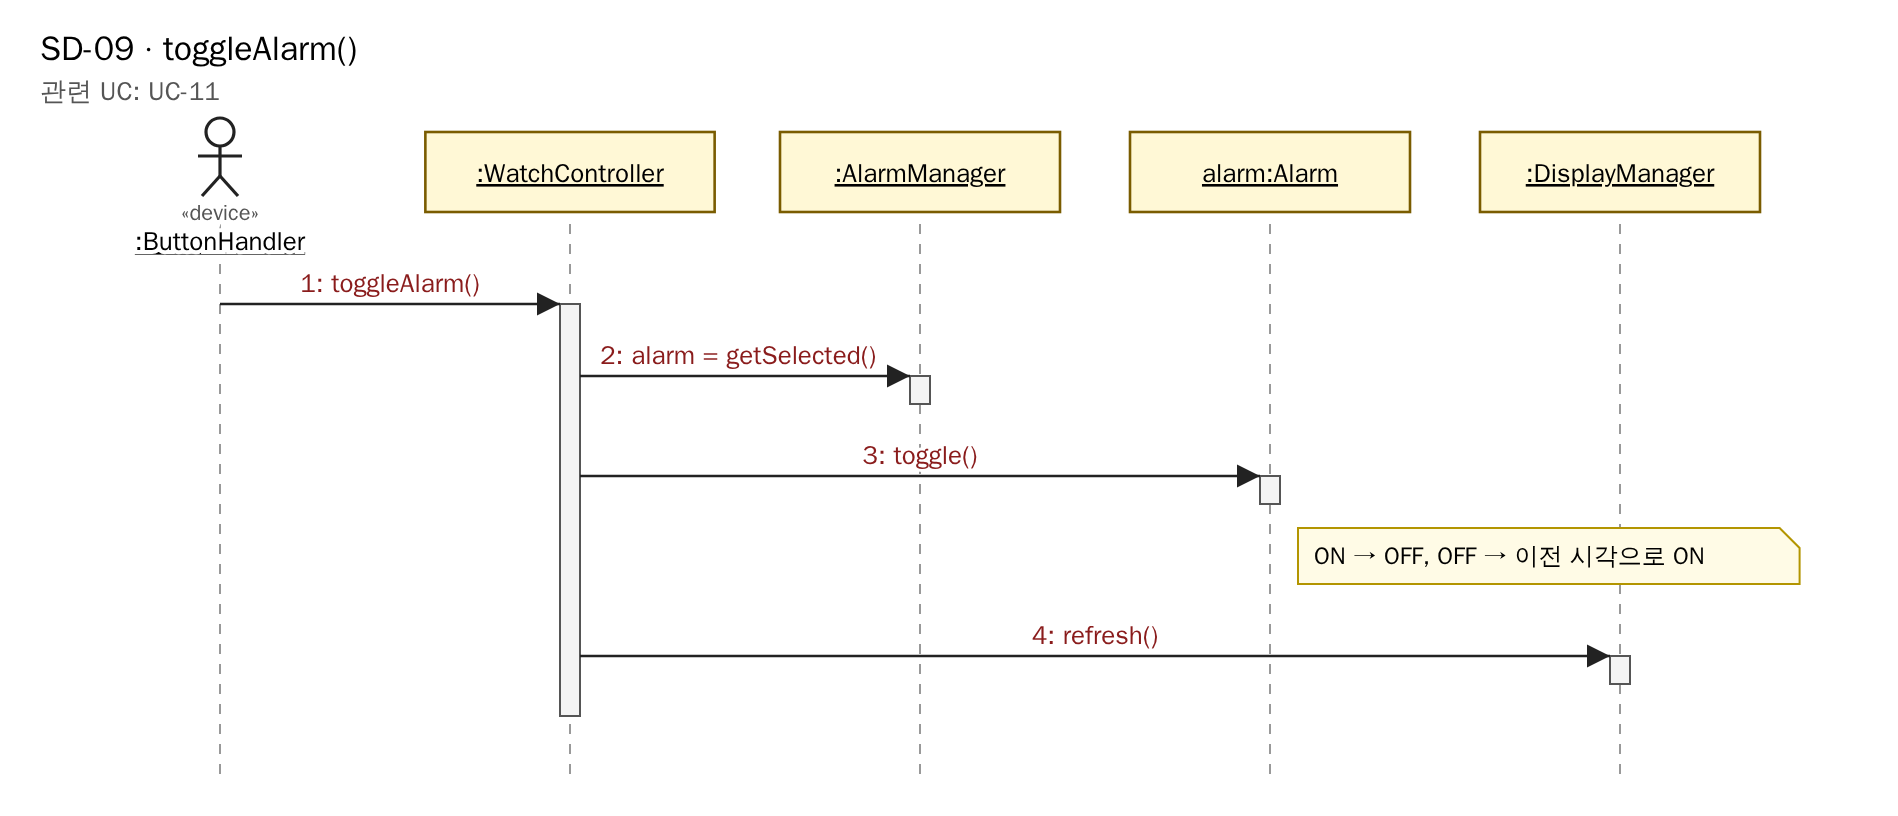 SD-09 · toggleAlarm()
관련 UC: UC-11
«device»
:ButtonHandler
:WatchController
:AlarmManager
alarm:Alarm
:DisplayManager
1: toggleAlarm()
2: alarm = getSelected()
3: toggle()
ON → OFF, OFF → 이전 시각으로 ON
4: refresh()